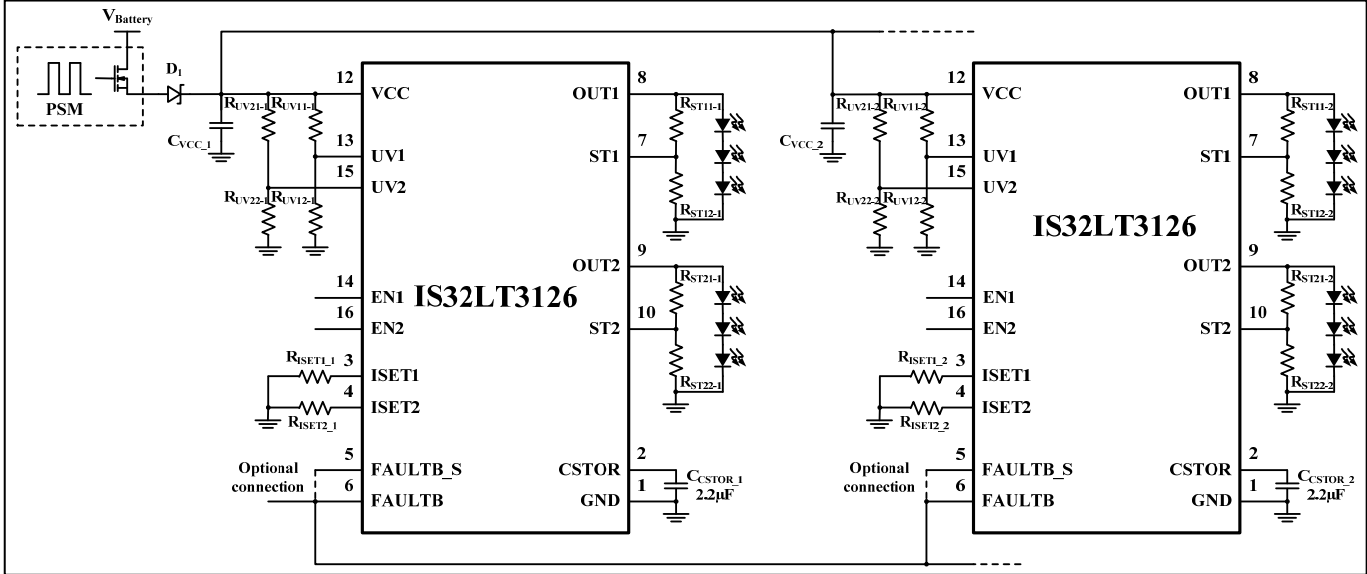 VBattery
PSM
D1
CVCC_1
RUV21-1 RUV11-1
RUV22-1 RUV12-1
12 VCC
13 UV1
15 UV2
14 EN1
16 EN2
RISET1_1 3 ISET1
4 ISET2
RISET2_1
Optional connection
5 FAULTB_S
6 FAULTB
IS32LT3126
OUT1 8
ST1 7
RST11-1
RST12-1
OUT2 9
ST2 10
RST21-1
RST22-1
CSTOR 2
GND 1
CCSTOR_1
2.2µF
CVCC_2
RUV21-2 RUV11-2
RUV22-2 RUV12-2
12 VCC
13 UV1
15 UV2
14 EN1
16 EN2
RISET1_2 3 ISET1
4 ISET2
RISET2_2
Optional connection
5 FAULTB_S
6 FAULTB
IS32LT3126
OUT1 8
ST1 7
RST11-2
RST12-2
OUT2 9
ST2 10
RST21-2
RST22-2
CSTOR 2
GND 1
CCSTOR_2
2.2µF